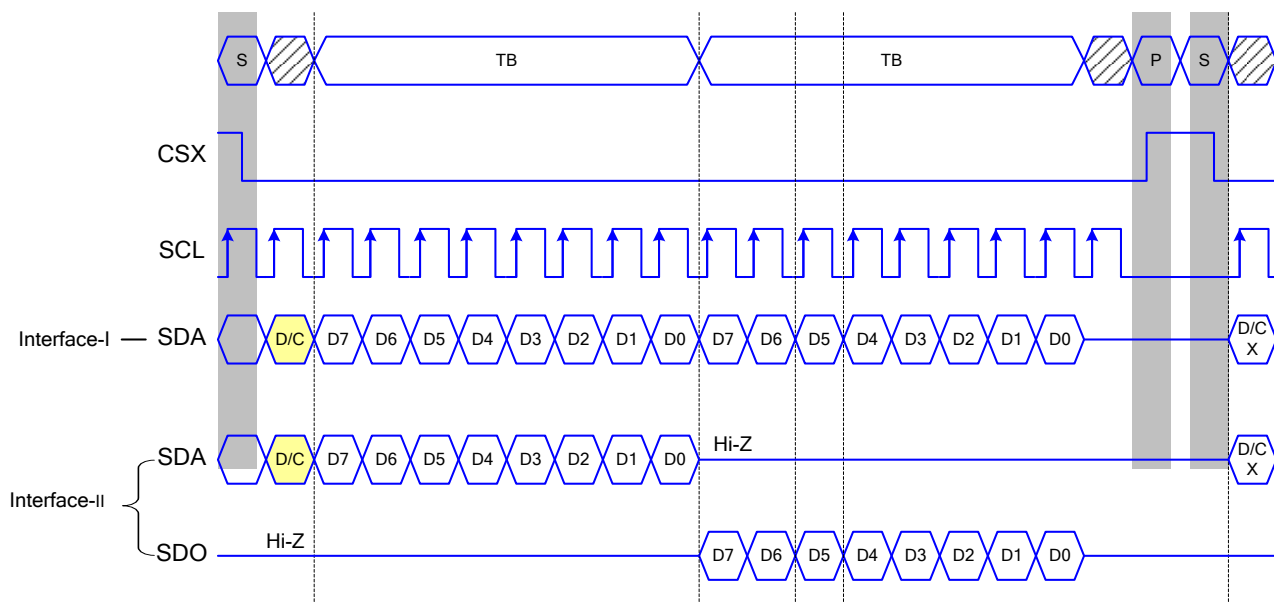 S TB TB P S
CSX
SCL
Interface-I SDA D/C D7 D6 D5 D4 D3 D2 D1 D0 D7 D6 D5 D4 D3 D2 D1 D0 D/C
X
SDA D/C D7 D6 D5 D4 D3 D2 D1 D0 Hi-Z D/C
X
Interface-II
SDO Hi-Z D7 D6 D5 D4 D3 D2 D1 D0